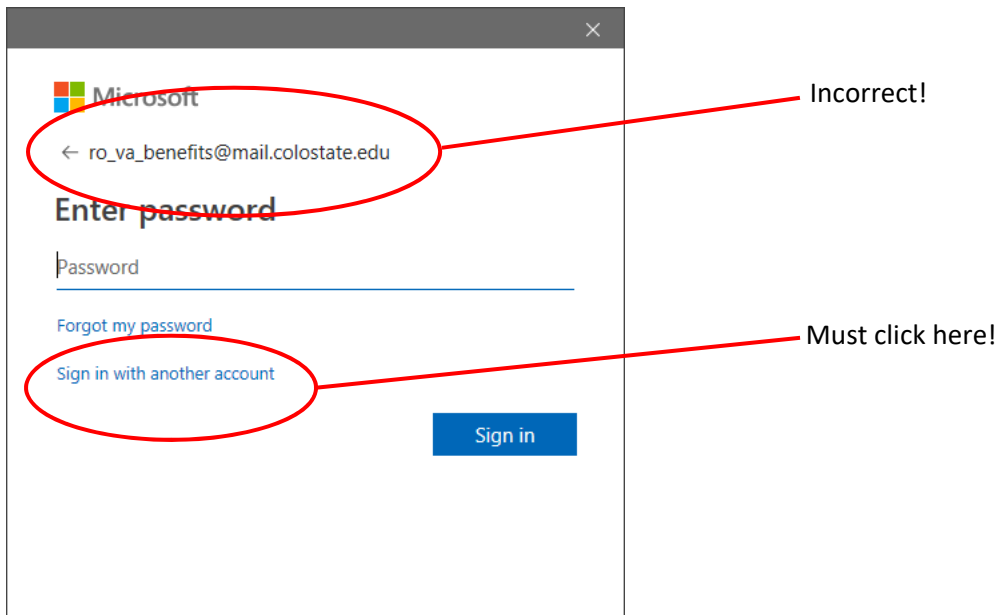 Microsoft
Incorrect!
← ro_va_benefits@mail.colostate.edu
Enter password
Password
Forgot my password
Must click here!
Sign in with another account
Sign in